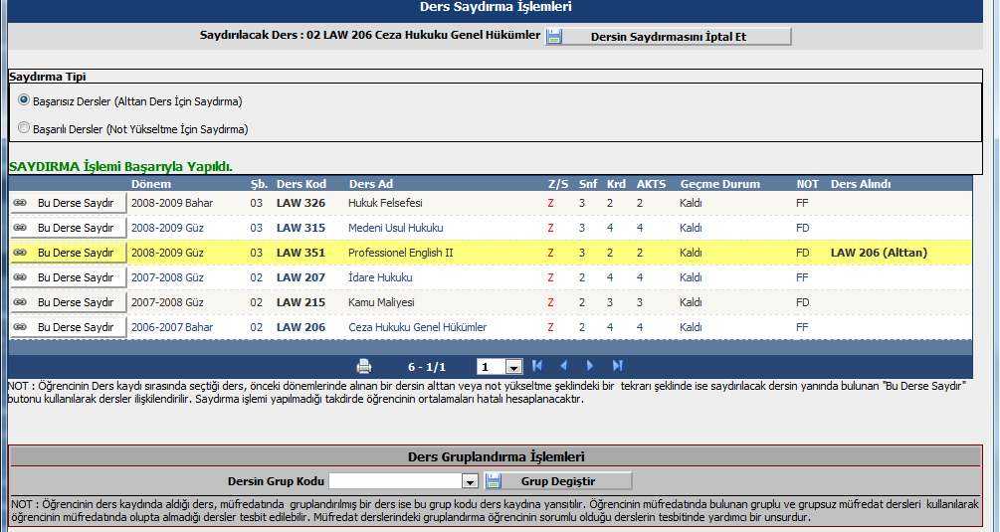 Ders Saydırma İşlemleri
Saydırılacak Ders : 02 LAW 206 Ceza Hukuku Genel Hükümler Dersin Saydırmasını İptal Et
Saydırma Tipi
Başarısız Dersler (Alttan Ders İçin Saydırma)
Başarılı Dersler (Not Yükseltme İçin Saydırma)
SAYDIRMA İşlemi Başarıyla Yapıldı.
Dönem Şb. Ders Kod Ders Ad Z/S Snf Krd AKTS Geçme Durum NOT Ders Alındı
Bu Derse Saydır 2008-2009 Bahar 03 LAW 326 Hukuk Felsefesi Z 3 2 2 Kaldı FF
Bu Derse Saydır 2008-2009 Güz 03 LAW 315 Medeni Usul Hukuku Z 3 4 4 Kaldı FD
Bu Derse Saydır 2008-2009 Güz 03 LAW 351 Professional English II Z 3 2 2 Kaldı FD LAW 206 (Alttan)
Bu Derse Saydır 2007-2008 Güz 02 LAW 207 İdare Hukuku Z 2 4 4 Kaldı FF
Bu Derse Saydır 2007-2008 Güz 02 LAW 215 Kamu Maliyesi Z 2 3 3 Kaldı FD
Bu Derse Saydır 2006-2007 Bahar 02 LAW 206 Ceza Hukuku Genel Hükümler Z 2 4 4 Kaldı FF
6 - 1/1 1
NOT : Öğrencinin Ders kaydı sırasında seçtiği ders, önceki dönemlerinde alınan bir dersin alttan veya not yükseltme şeklindeki bir tekrarı şeklinde ise saydırılacak dersin yanında bulunan "Bu Derse Saydır"
butonu kullanılarak dersler ilişkilendirilir. Saydırma işlemi yapılmadığı takdirde öğrencinin ortalamaları hatalı hesaplanacaktır.
Ders Gruplandırma İşlemleri
Dersin Grup Kodu Grup Degiştir
NOT : Öğrencinin ders kaydında aldığı ders, müfredatında gruplandırılmış bir ders ise bu grup kodu ders kaydına yansıtılır. Öğrencinin müfredatında bulunan gruplu ve grupsuz müfredat dersleri kullanılarak
öğrencinin müfredatında olupta almadığı dersler tesbit edilebilir. Müfredat derslerindeki gruplandırma öğrencinin sorumlu olduğu derslerin tesbitinde yardımcı bir unsurdur.